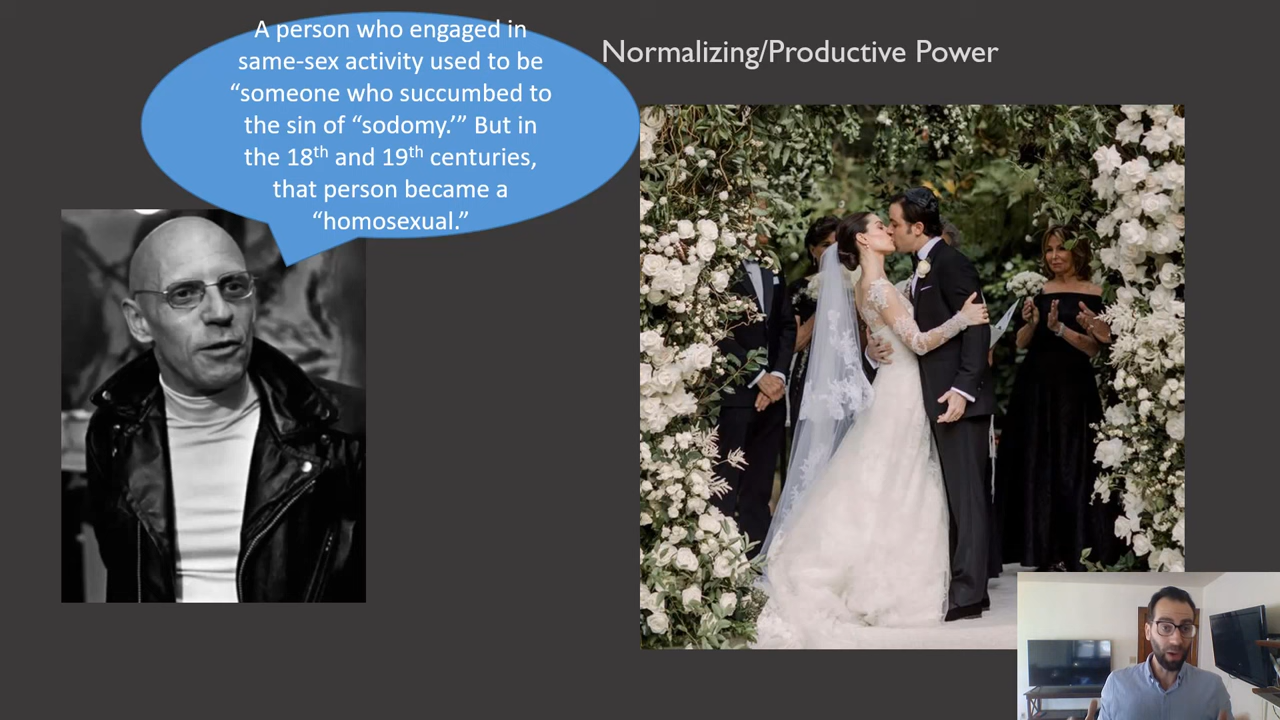 A person who engaged in
same-sex activity used to be
“someone who succumbed to
the sin of “sodomy.’” But in
the 18th and 19th centuries,
that person became a
“homosexual.”
Normalizing/Productive Power